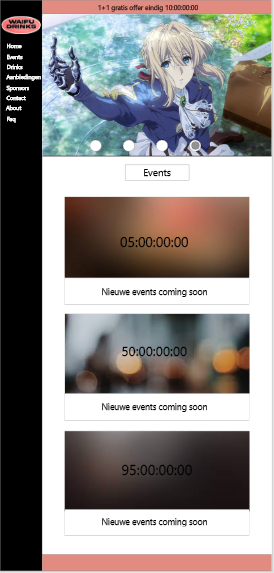 1+1 gratis offer eindig 10:00:00:00
WAIFU
DRINKS
Home
Events
Drinks
Aanbiedingen
Sponsors
Contact
About
Faq
Events
05:00:00:00
Nieuwe events coming soon
50:00:00:00
Nieuwe events coming soon
95:00:00:00
Nieuwe events coming soon